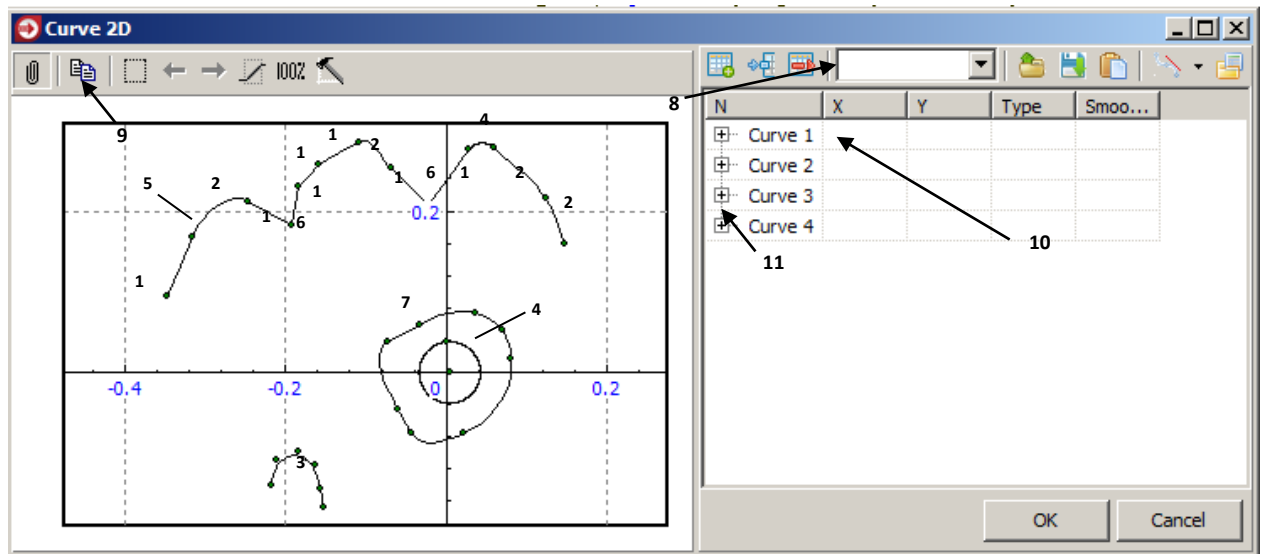 Curve 2D
100%
8
9
N X Y Type Smoo...
Curve 1
Curve 2
Curve 3
Curve 4
10
11
4
1 2
1 6 1 2
5 2 1 1 2
1 6 0.2
1
7 4
-0.4 -0.2 0 0.2
3
OK Cancel